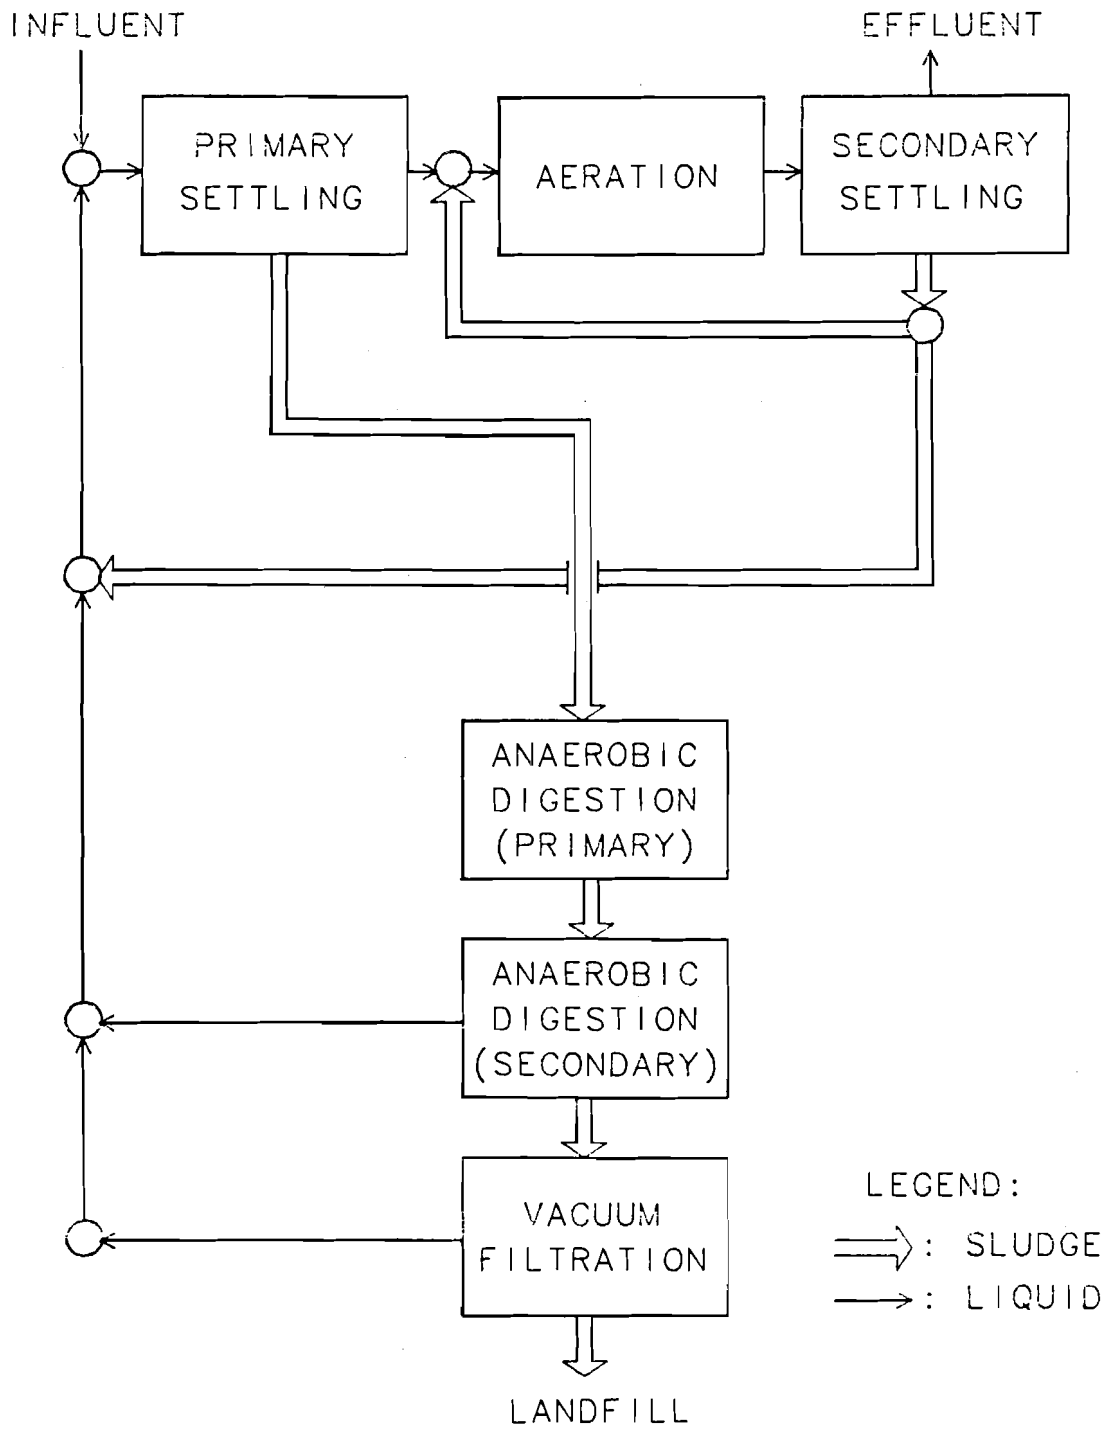 INFLUENT
EFFLUENT
PRIMARY
SETTLING
AERATION
SECONDARY
SETTLING
ANAEROBIC
DIGESTION
(PRIMARY)
ANAEROBIC
DIGESTION
(SECONDARY)
VACUUM
FILTRATION
LANDFILL
LEGEND:
: SLUDGE
: LIQUID